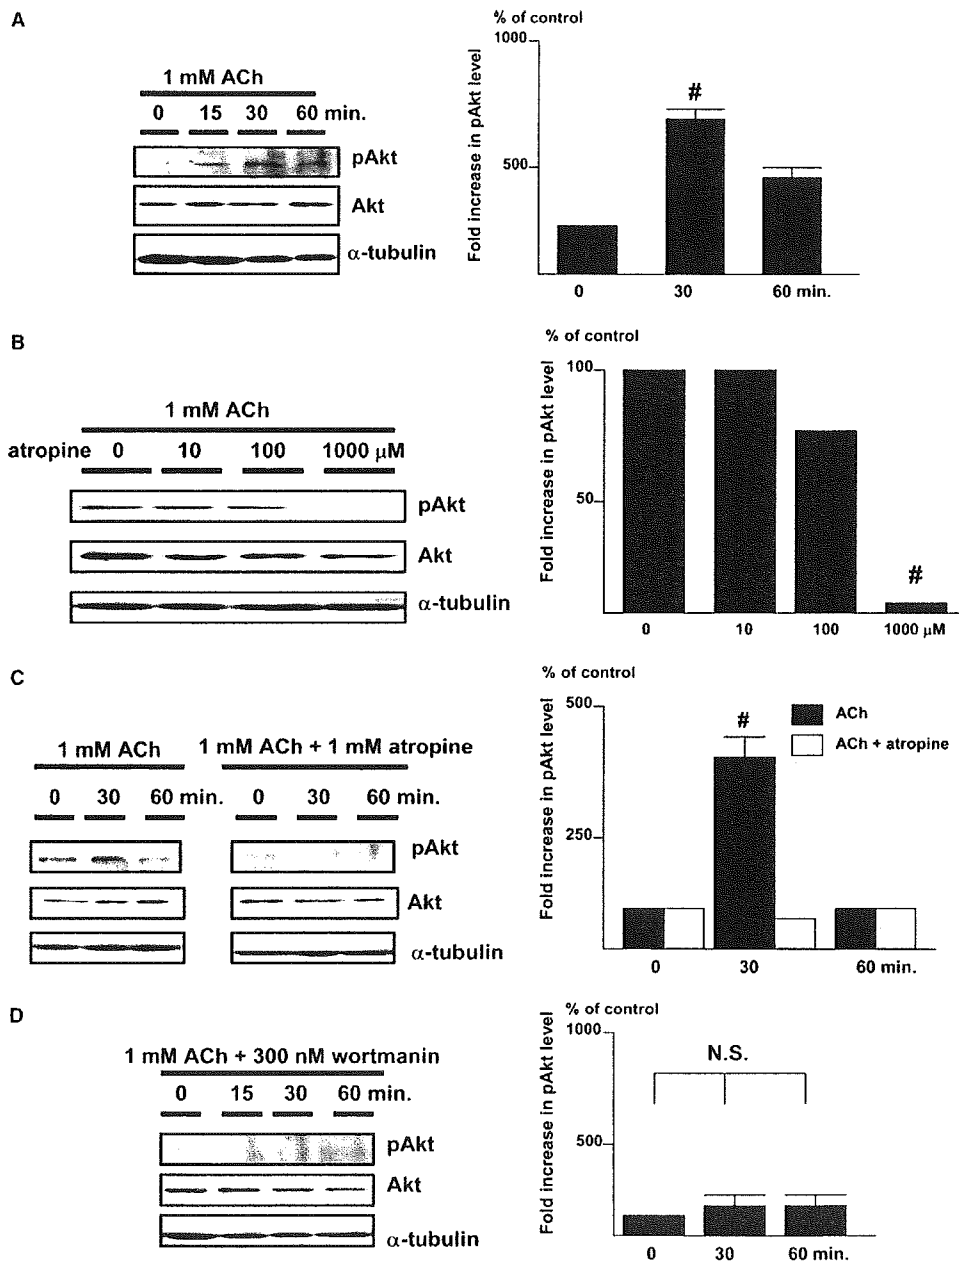 A
1 mM ACh
0 15 30 60 min.
pAkt
Akt
α-tubulin
% of control
Fold increase in pAkt level
1000
500
#
0 30 60 min.
B
1 mM ACh
atropine 0 10 100 1000 μM
pAkt
Akt
α-tubulin
% of control
Fold increase in pAkt level
100
50
#
0 10 100 1000 μM
C
1 mM ACh
0 30 60 min.
1 mM ACh + 1 mM atropine
0 30 60 min.
pAkt
Akt
α-tubulin
% of control
Fold increase in pAkt level
500
250
#
ACh
ACh + atropine
0 30 60 min.
D
1 mM ACh + 300 nM wortmanin
0 15 30 60 min.
pAkt
Akt
α-tubulin
% of control
Fold increase in pAkt level
1000
500
N.S.
0 30 60 min.